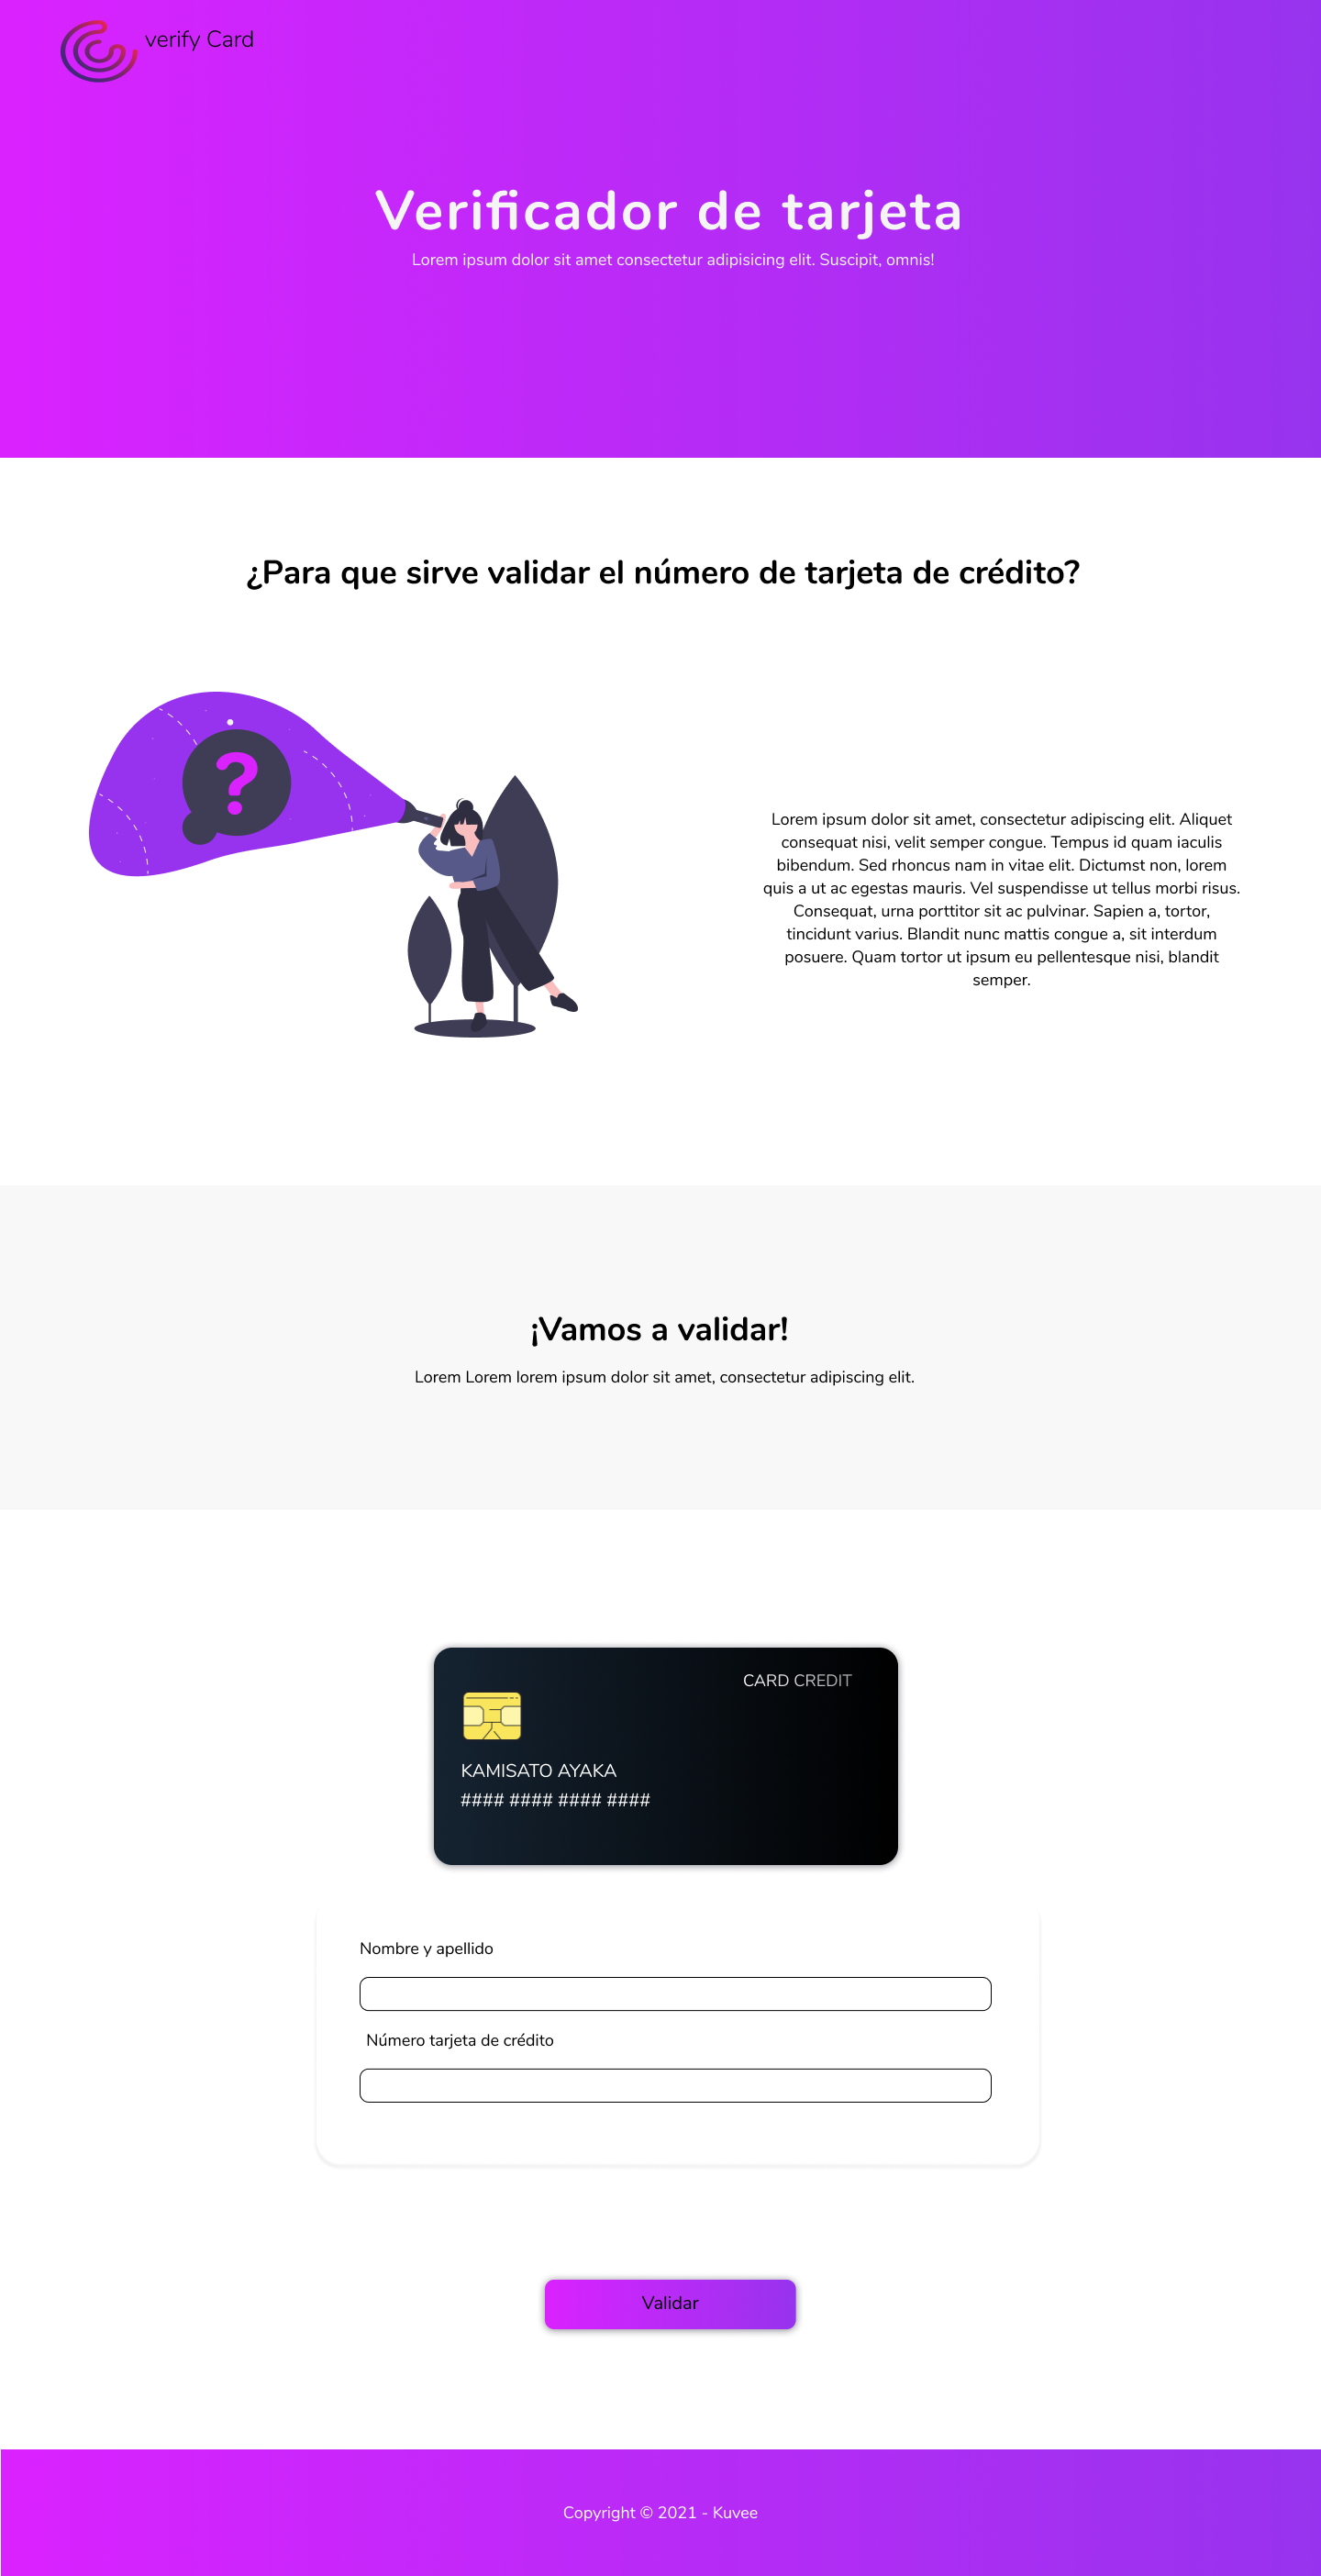 verify Card
Verificador de tarjeta
Lorem ipsum dolor sit amet consectetur adipisicing elit. Suscipit, omnis!
¿Para que sirve validar el número de tarjeta de crédito?
?
Lorem ipsum dolor sit amet, consectetur adipiscing elit. Aliquet
consequat nisi, velit semper congue. Tempus id quam iaculis
bibendum. Sed rhoncus nam in vitae elit. Dictumst non, lorem
quis a ut ac egestas mauris. Vel suspendisse ut tellus morbi risus.
Consequat, urna porttitor sit ac pulvinar. Sapien a, tortor,
tincidunt varius. Blandit nunc mattis congue a, sit interdum
posuere. Quam tortor ut ipsum eu pellentesque nisi, blandit
semper.
¡Vamos a validar!
Lorem Lorem lorem ipsum dolor sit amet, consectetur adipiscing elit.
CARD CREDIT
KAMISATO AYAKA
#### #### #### ####
Nombre y apellido
Número tarjeta de crédito
Validar
Copyright © 2021 - Kuvee